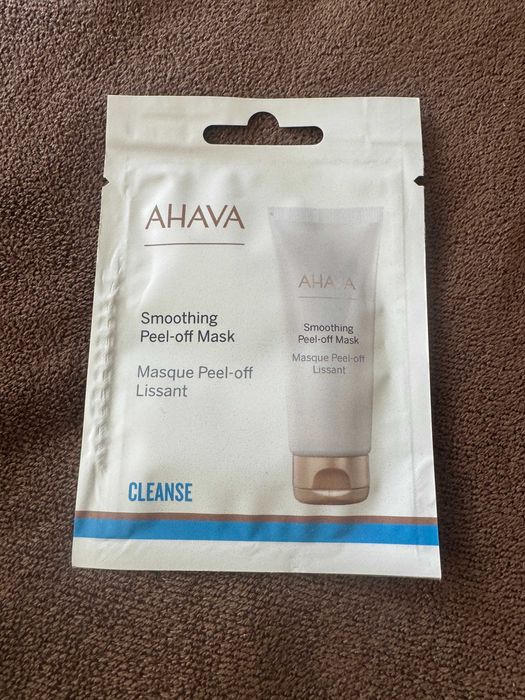 AHAVA
Smoothing
Peel-off Mask
Masque Peel-off
Lissant
CLEANSE
AHAVA
Smoothing
Peel-off Mask
Masque Peel-off
Lissant